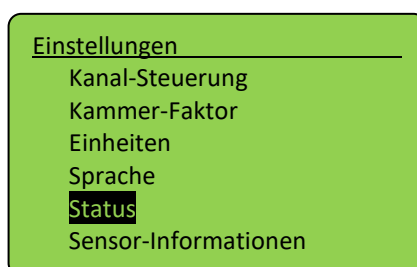 Einstellungen
Kanal-Steuerung
Kammer-Faktor
Einheiten
Sprache
Status
Sensor-Informationen